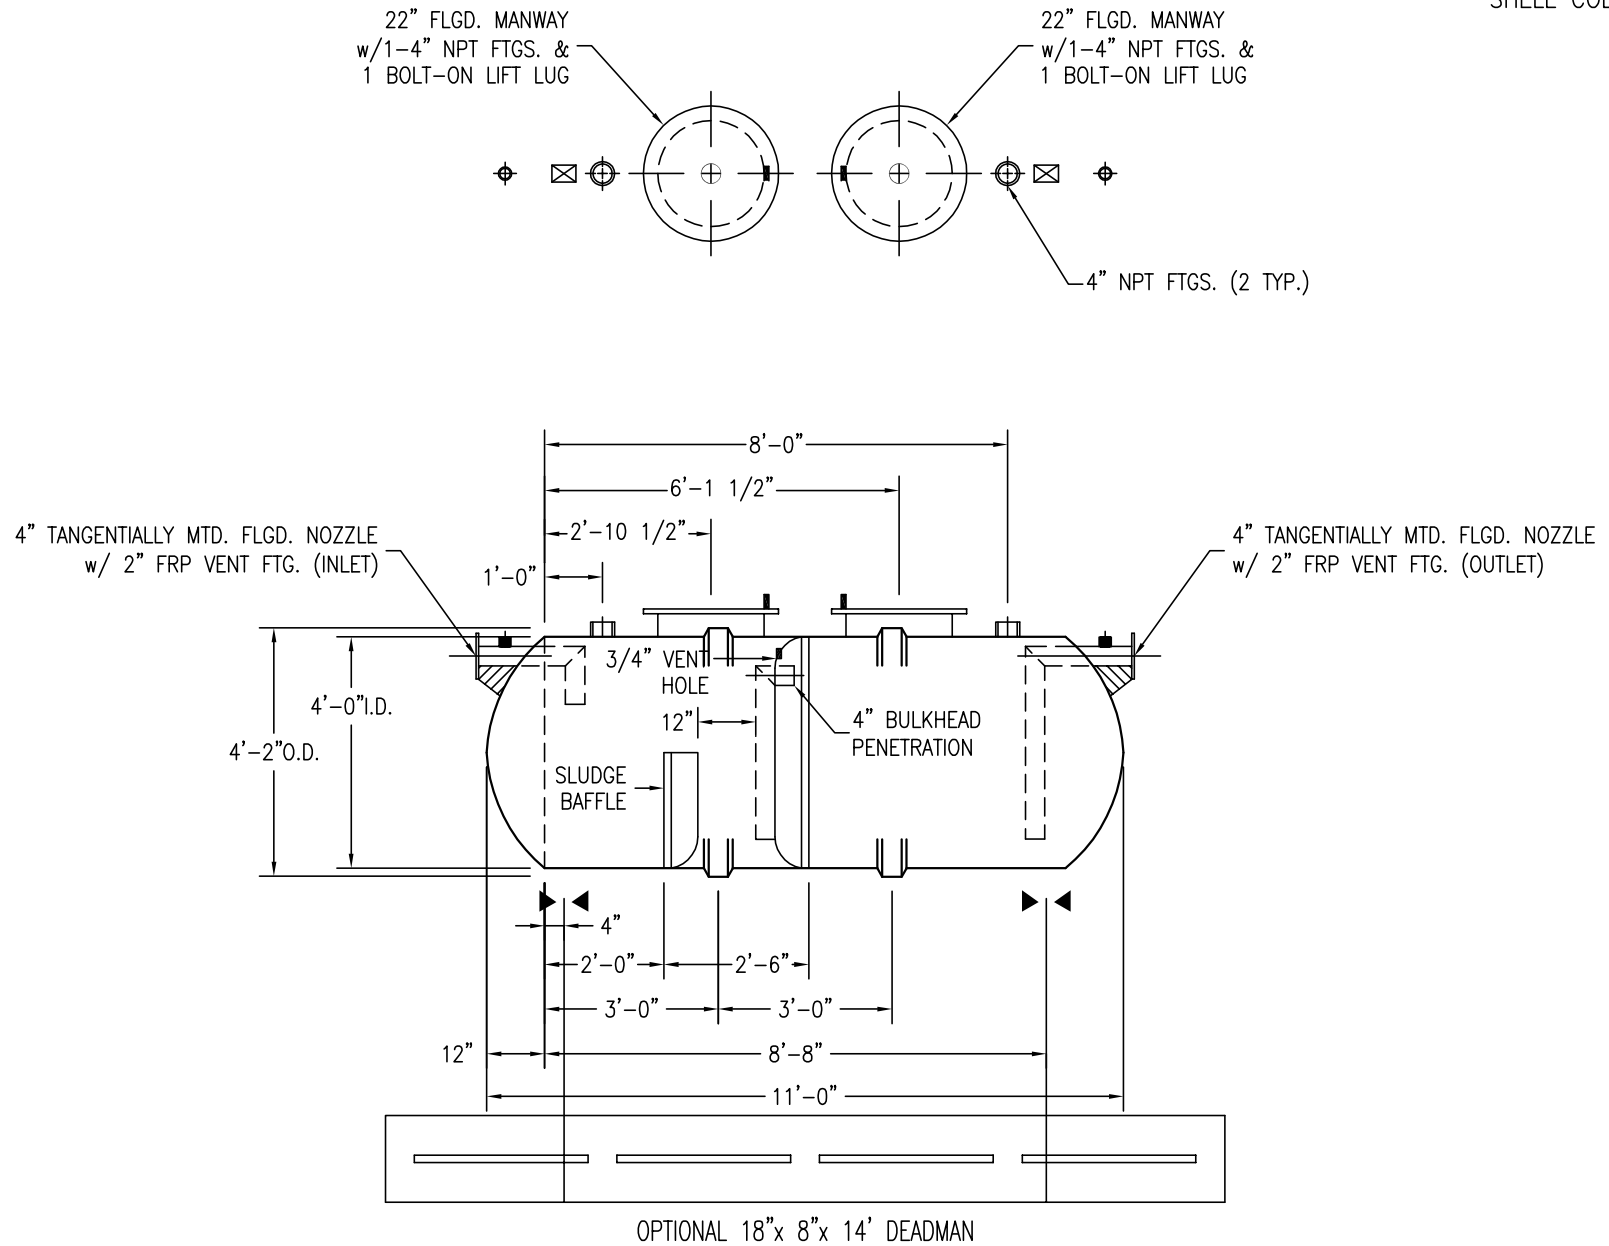 22" FLGD. MANWAY
w/1-4" NPT FTGS. &
1 BOLT-ON LIFT LUG
22" FLGD. MANWAY
w/1-4" NPT FTGS. &
1 BOLT-ON LIFT LUG
4" NPT FTGS. (2 TYP.)
8'-0"
6'-1 1/2"
2'-10 1/2"
1'-0"
4" TANGENTIALLY MTD. FLGD. NOZZLE
w/ 2" FRP VENT FTG. (INLET)
4" TANGENTIALLY MTD. FLGD. NOZZLE
w/ 2" FRP VENT FTG. (OUTLET)
3/4" VENT
HOLE
4'-0"I.D.
12"
4" BULKHEAD
PENETRATION
4'-2"O.D.
SLUDGE
BAFFLE
4"
2'-0"
2'-6"
3'-0"
3'-0"
12"
8'-8"
11'-0"
OPTIONAL 18"x 8"x 14' DEADMAN